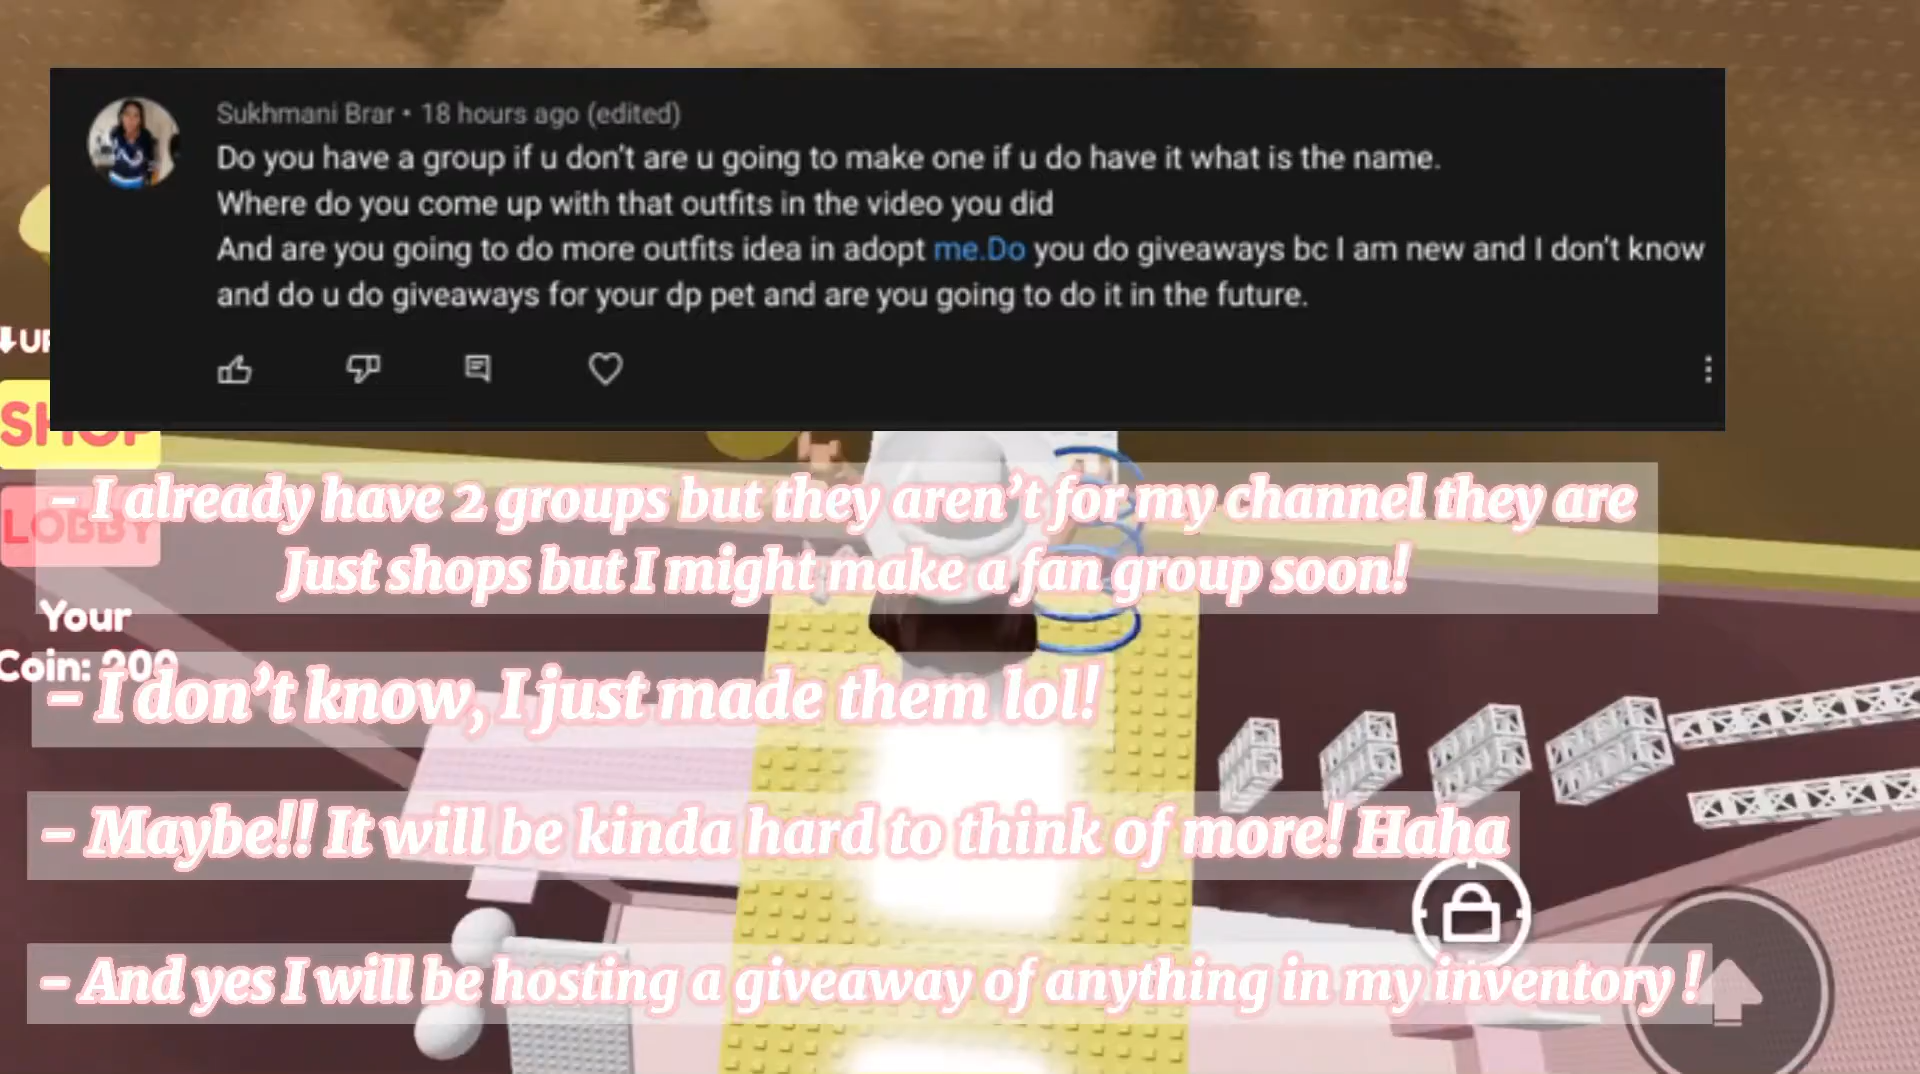 Sukhmani Brar • 18 hours ago (edited)
Do you have a group if u don't are u going to make one if u do have it what is the name.
Where do you come up with that outfits in the video you did
And are you going to do more outfits idea in adopt me.Do you do giveaways bc I am new and I don't know
and do u do giveaways for your dp pet and are you going to do it in the future.
SHOP
– I already have 2 groups but they aren't for my channel they are
LOBBY
Just shops but I might make a fan group soon!
Your
Coin: 200
– I don't know, I just made them lol!
– Maybe!! It will be kinda hard to think of more! Haha
– And yes I will be hosting a giveaway of anything in my inventory !